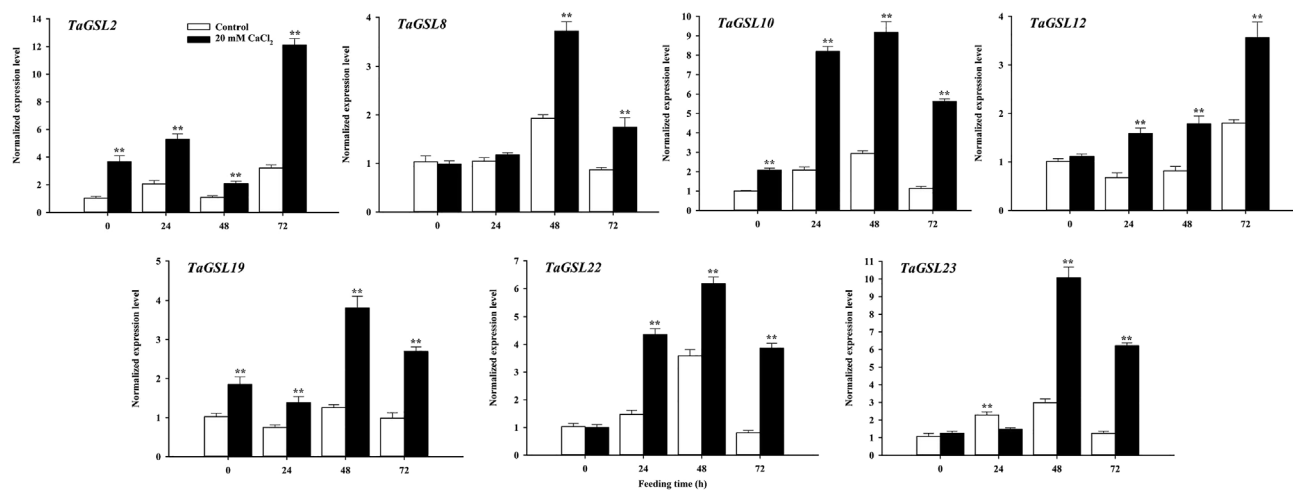 TaGSL2
Control
20 mM CaCl2
Normalized expression level
14
12
10
8
6
4
2
0
** ** ** **
0 24 48 72
TaGSL8
Normalized expression level
4
3
2
1
0
** **
0 24 48 72
TaGSL10
Normalized expression level
10
9
8
7
6
5
4
3
2
1
0
** ** ** **
0 24 48 72
TaGSL12
Normalized expression level
4
3
2
1
0
** ** **
0 24 48 72
TaGSL19
Normalized expression level
5
4
3
2
1
0
** ** ** **
0 24 48 72
TaGSL22
Normalized expression level
7
6
5
4
3
2
1
0
** ** **
0 24 48 72
Feeding time (h)
TaGSL23
Normalized expression level
11
10
9
8
7
6
5
4
3
2
1
0
** ** **
0 24 48 72